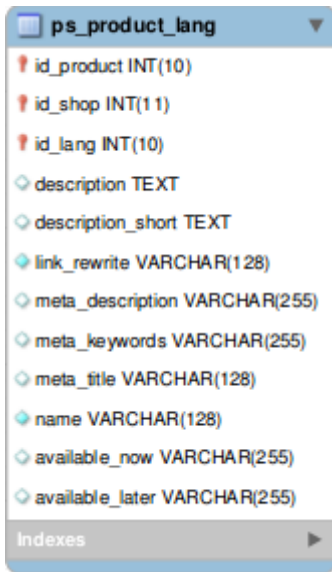 ps_product_lang
id_product INT(10)
id_shop INT(11)
id_lang INT(10)
description TEXT
description_short TEXT
link_rewrite VARCHAR(128)
meta_description VARCHAR(255)
meta_keywords VARCHAR(255)
meta_title VARCHAR(128)
name VARCHAR(128)
available_now VARCHAR(255)
available_later VARCHAR(255)
Indexes